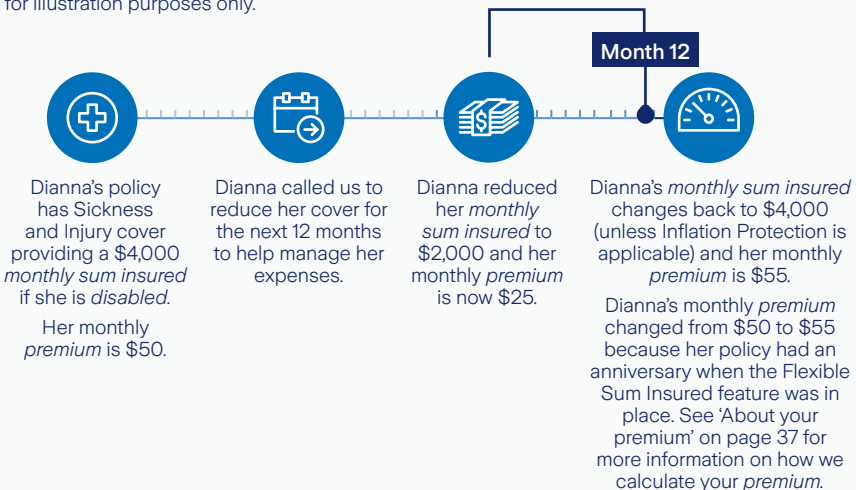 for illustration purposes only.
Month 12
$
Dianna’s policy
has Sickness
and Injury cover
providing a $4,000
monthly sum insured
if she is disabled.
Her monthly
premium is $50.
Dianna called us to
reduce her cover for
the next 12 months
to help manage her
expenses.
Dianna reduced
her monthly
sum insured to
$2,000 and her
monthly premium
is now $25.
Dianna’s monthly sum insured
changes back to $4,000
(unless Inflation Protection is
applicable) and her monthly
premium is $55.
Dianna’s monthly premium
changed from $50 to $55
because her policy had an
anniversary when the Flexible
Sum Insured feature was in
place. See ‘About your
premium’ on page 37 for
more information on how we
calculate your premium.